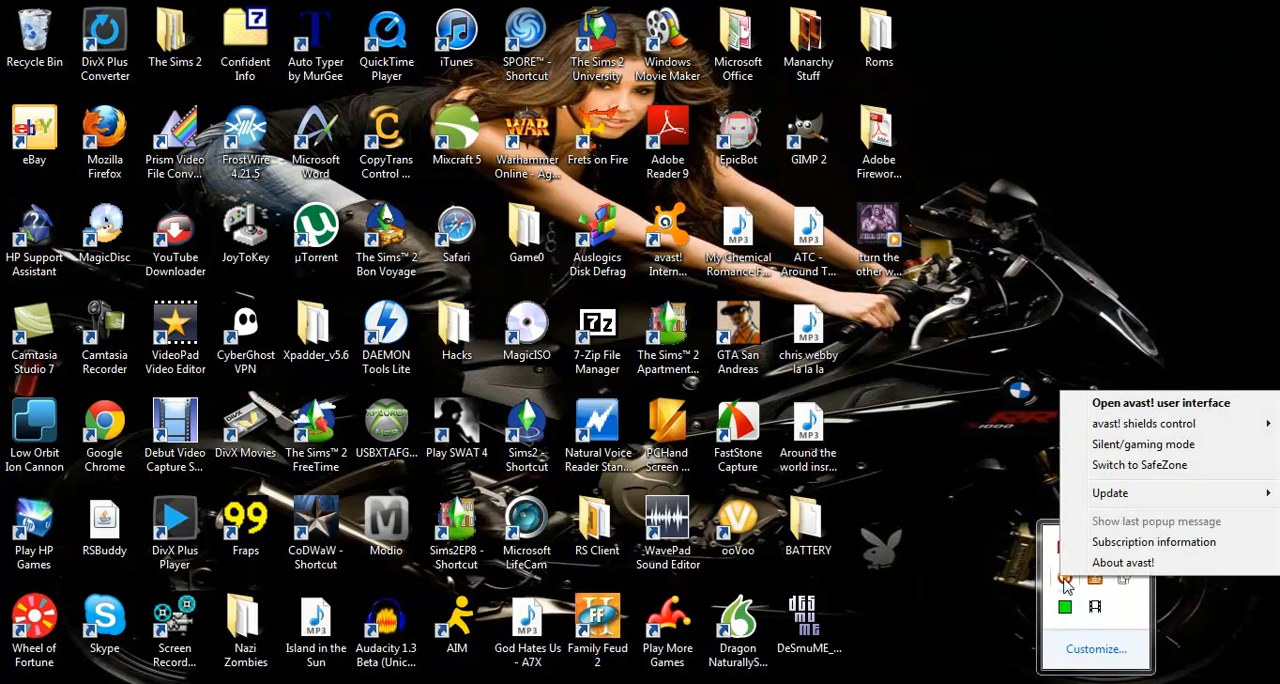 Recycle Bin
DivX Plus
Converter
The Sims 2
Confident
Info
Auto Typer
by MurGee
QuickTime
Player
iTunes
SPORE™ -
Shortcut
The Sims 2
University
Windows
Movie Maker
Microsoft
Office
Manarchy
Stuff
Roms
eBay
Mozilla
Firefox
Prism Video
File Conv...
FrostWire
4.21.5
Microsoft
Word
CopyTrans
Control ...
Mixcraft 5
Warhammer
Online - Ag...
Frets on Fire
Adobe
Reader 9
EpicBot
GIMP 2
Adobe
Firewor...
HP Support
Assistant
MagicDisc
YouTube
Downloader
JoyToKey
µTorrent
The Sims™ 2
Bon Voyage
Safari
Game0
Auslogics
Disk Defrag
avast!
Intern...
My Chemical
Romance F...
ATC -
Around T...
turn the
other w...
Camtasia
Studio 7
Camtasia
Recorder
VideoPad
Video Editor
CyberGhost
VPN
Xpadder_v5.6
DAEMON
Tools Lite
Hacks
MagicISO
7-Zip File
Manager
The Sims™ 2
Apartment...
GTA San
Andreas
chris webby
la la la
Low Orbit
Ion Cannon
Google
Chrome
Debut Video
Capture S...
DivX Movies
The Sims™ 2
FreeTime
USBXTAFG...
Play SWAT 4
Sims2 -
Shortcut
Natural Voice
Reader Stan...
PCHand
Screen ...
FastStone
Capture
Around the
world insr...
Play HP
Games
RSBuddy
DivX Plus
Player
Fraps
CoDWaW -
Shortcut
Modio
Sims2EP8 -
Shortcut
Microsoft
LifeCam
RS Client
WavePad
Sound Editor
ooVoo
BATTERY
Wheel of
Fortune
Skype
Screen
Record...
Nazi
Zombies
Island in the
Sun
Audacity 1.3
Beta (Unic...
AIM
God Hates Us
- A7X
Family Feud
2
Play More
Games
Dragon
NaturallyS...
DeSmuME_...
Open avast! user interface
avast! shields control
Silent/gaming mode
Switch to SafeZone
Update
Show last popup message
Subscription information
About avast!
Customize...